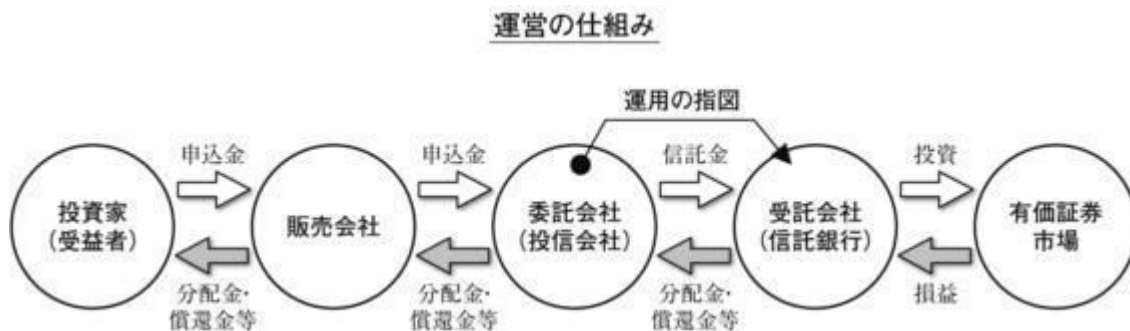 運営の仕組み
運用の指図
申込金
申込金
信託金
投資
投資家
（受益者）
販売会社
委託会社
（投信会社）
受託会社
（信託銀行）
有価証券
市場
分配金・
償還金等
分配金・
償還金等
分配金・
償還金等
損益